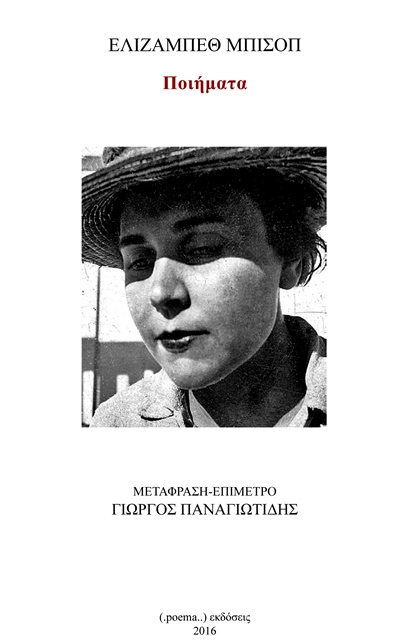 ΕΛΙΖΑΜΠΕΘ ΜΠΙΣΟΠ
Ποιήματα
ΜΕΤΑΦΡΑΣΗ-ΕΠΙΜΕΤΡΟ
ΓΙΩΡΓΟΣ ΠΑΝΑΓΙΩΤΙΔΗΣ
(.poema..) εκδόσεις
2016